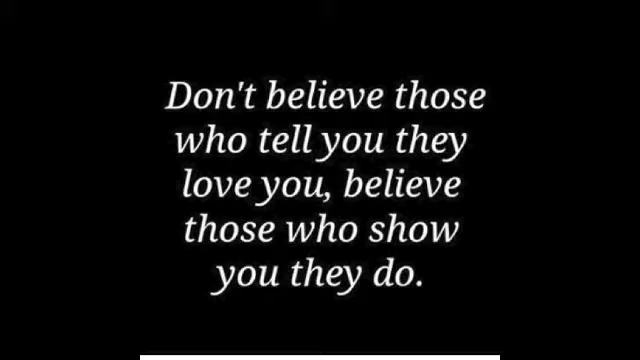 Don't believe those
who tell you they
love you, believe
those who show
you they do.